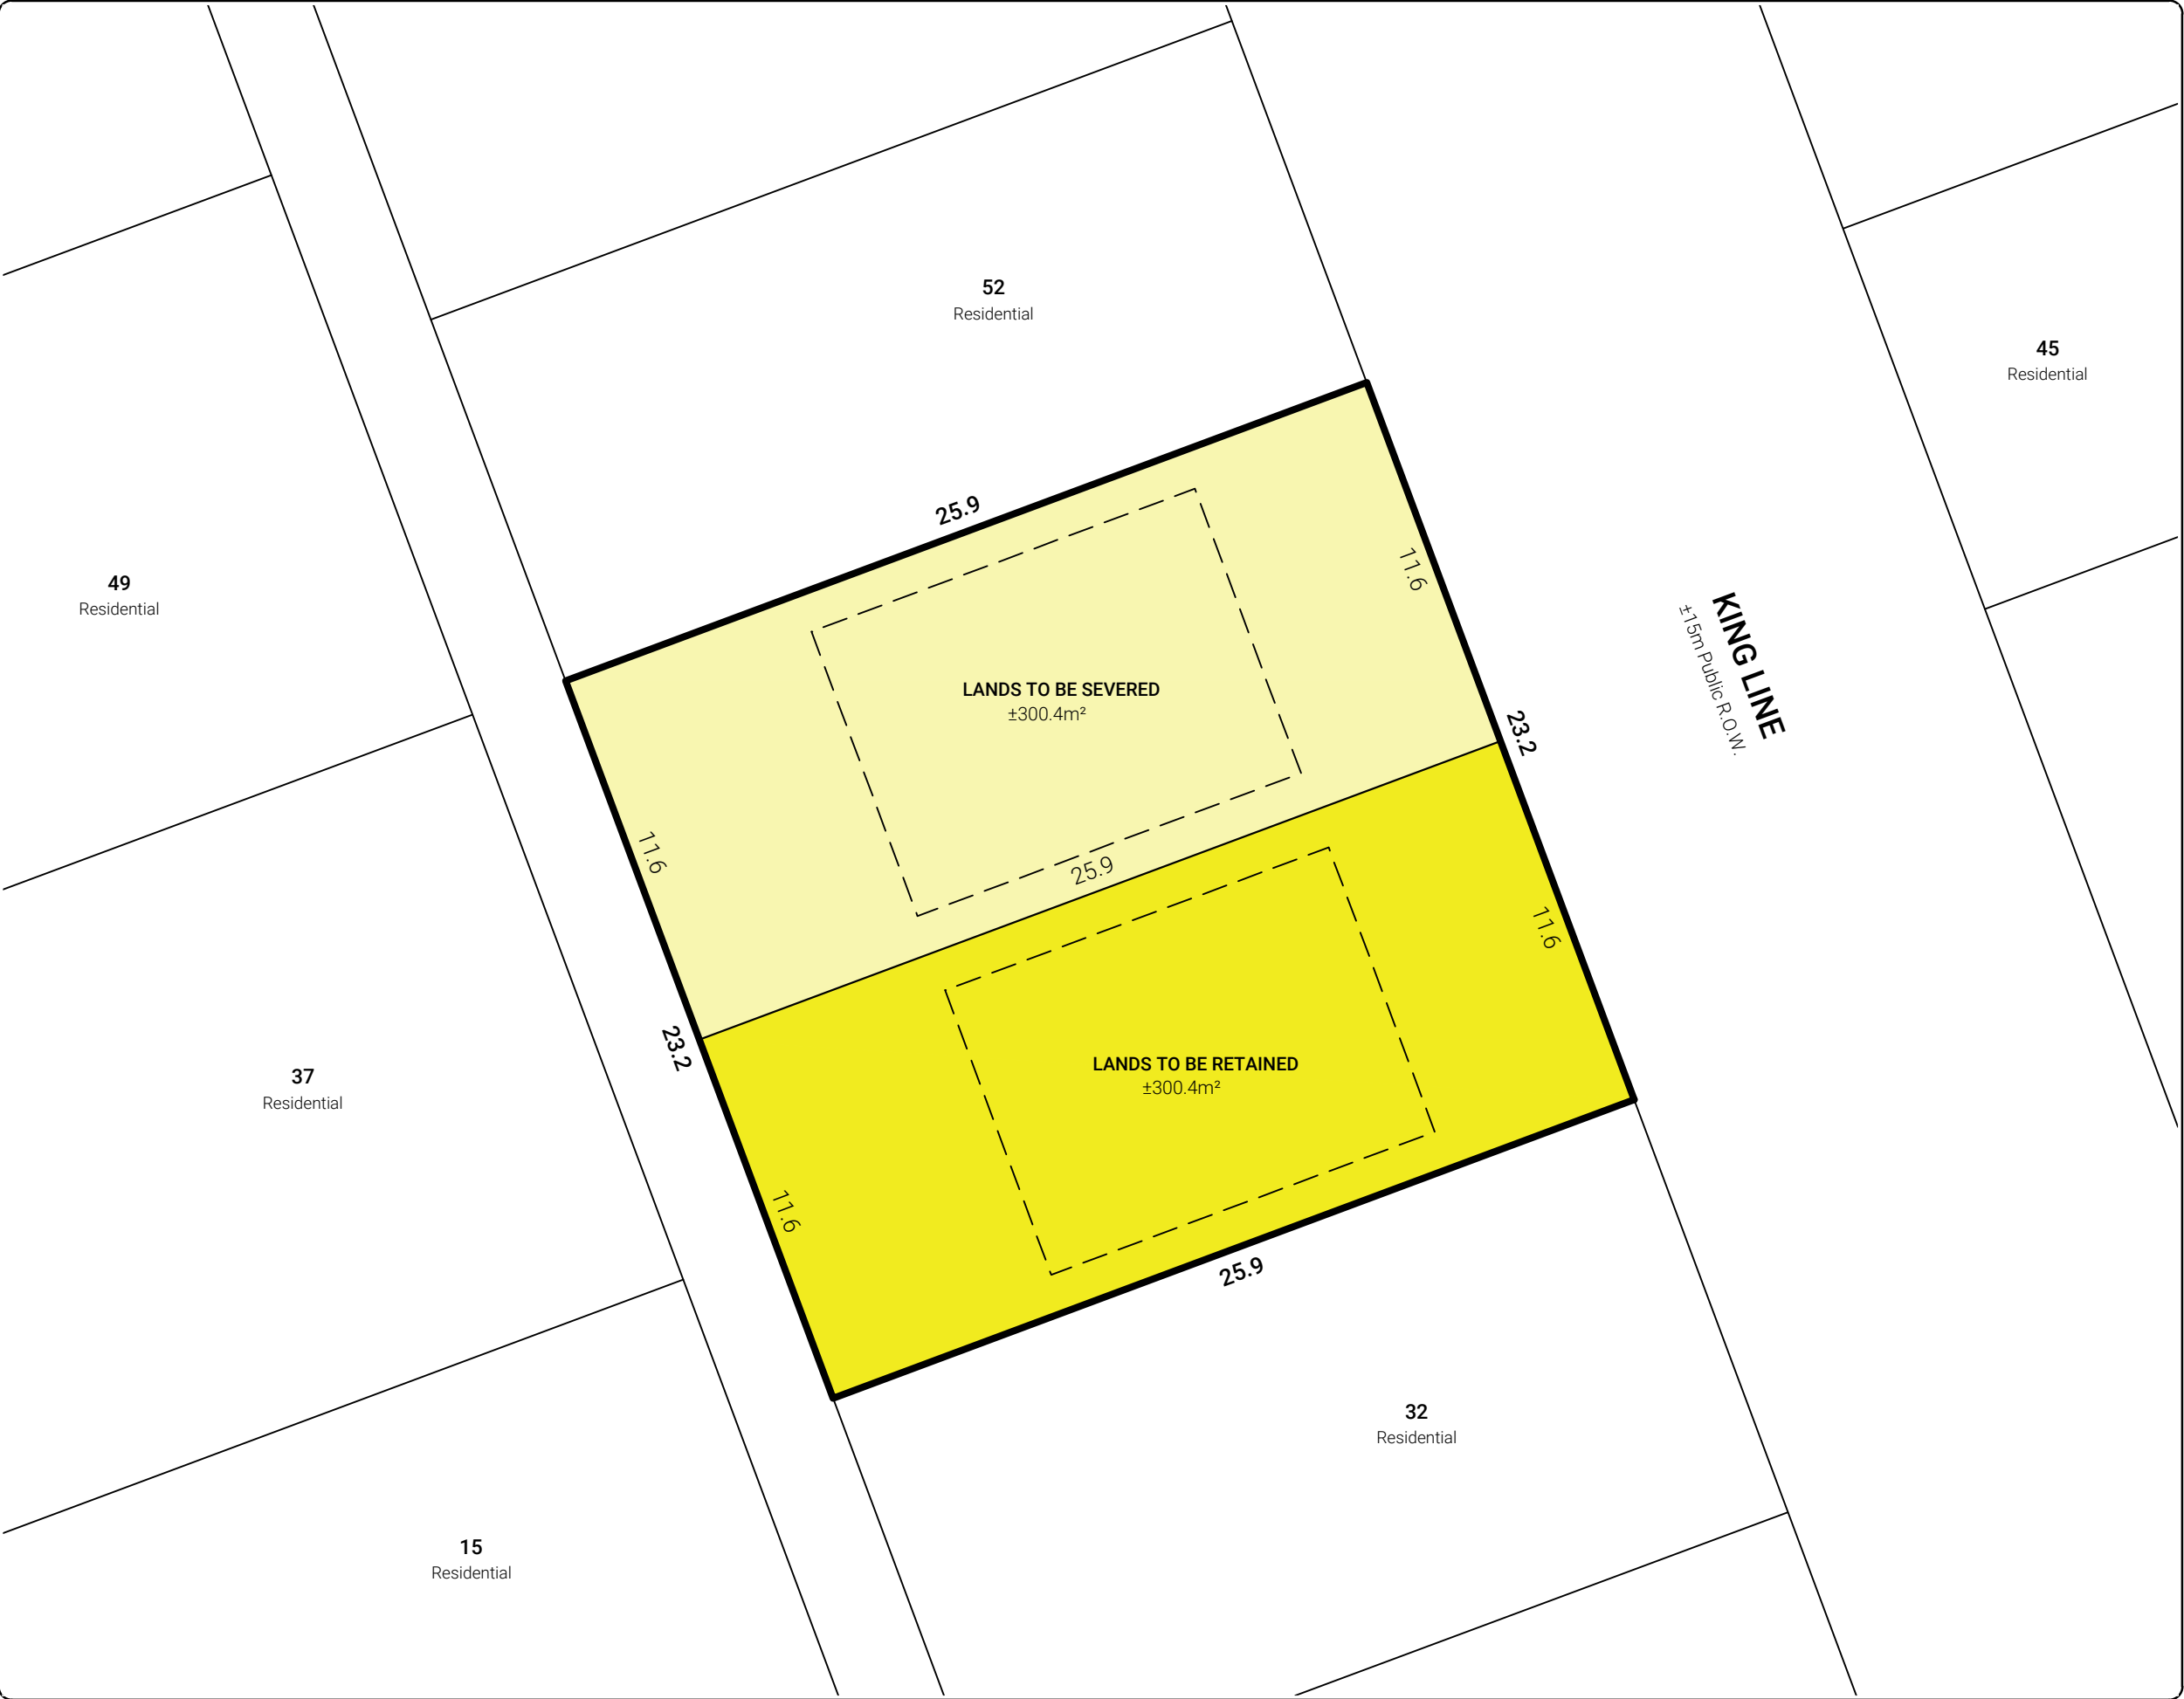 52
Residential
45
Residential
25.9
11.6
49
Residential
KING LINE
±15m Public R.O.W.
LANDS TO BE SEVERED
±300.4m²
23.2
11.6
25.9
11.6
23.2
LANDS TO BE RETAINED
±300.4m²
37
Residential
11.6
25.9
32
Residential
15
Residential